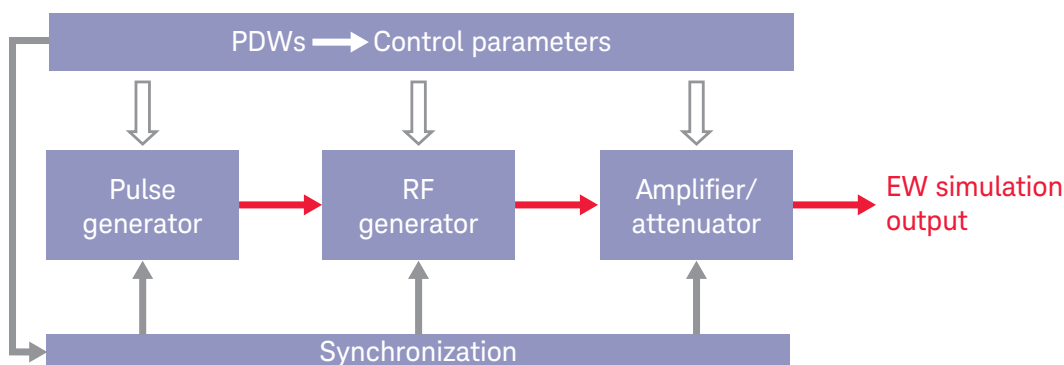 PDWs Control parameters
Pulse
generator
RF
generator
Amplifier/
attenuator
EW simulation
output
Synchronization